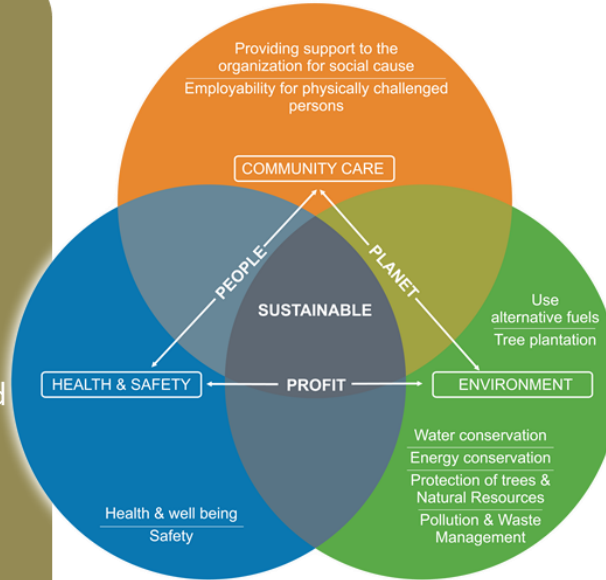 Providing support to the
organization for social cause
Employability for physically challenged
persons
COMMUNITY CARE
PEOPLE
PLANET
SUSTAINABLE
Use
alternative fuels
Tree plantation
HEALTH & SAFETY
PROFIT
ENVIRONMENT
Water conservation
Energy conservation
Protection of trees &
Natural Resources
Pollution & Waste
Management
Health & well being
Safety